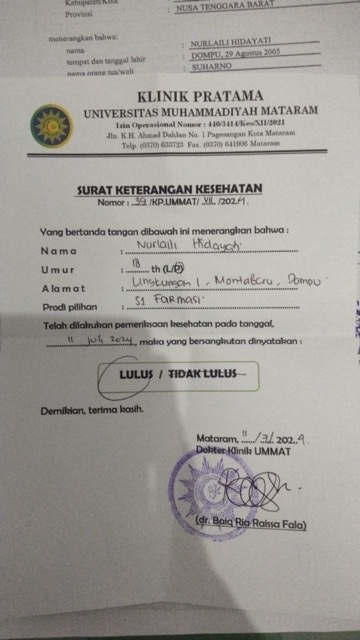 Kabupaten/Kota
Provinsi : NUSA TENGGARA BARAT
menerangkan bahwa:
nama : NURLAILI HIDAYATI
tempat dan tanggal lahir : DOMPU, 29 Agustus 2005
nama orang tua/wali : SUHARNO
KLINIK PRATAMA
UNIVERSITAS MUHAMMADIYAH MATARAM
Izin Operasional Nomor : 440/3414/Kes/XII/2021
Jln. K.H. Ahmad Dahlan No. 1 Pagesangan Kota Mataram
Telp. (0370) 633723 Fax. (0370) 641906 Mataram
SURAT KETERANGAN KESEHATAN
Nomor : 39 /KP.UMMAT/ VII /2024.
Yang bertanda tangan dibawah ini menerangkan bahwa :
Nama : Nurlaili Hidayati
Umur : 18 th (L/P)
Alamat : Lingkungan 1, Montabaru, Dompu
Prodi pilihan : S1 Farmasi
Telah dilakukan pemeriksaan kesehatan pada tanggal,
11 Juli 2024, maka yang bersangkutan dinyatakan :
LULUS / TIDAK LULUS
Demikian, terima kasih.
Mataram, 11 /7/ 2024.
Dokter Klinik UMMAT
(dr. Baiq Ria Raissa Fala)